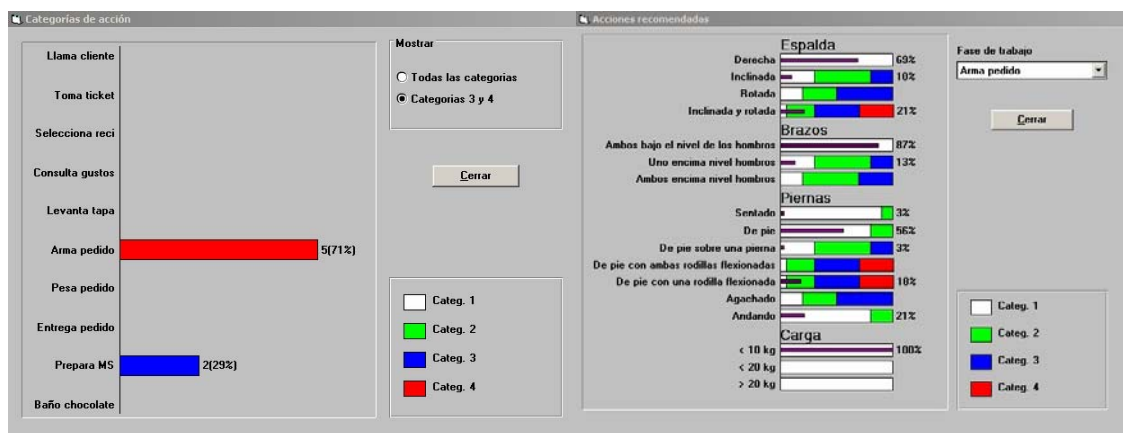 Categorías de acción
Llama cliente
Toma ticket
Selecciona reci
Consulta gustos
Levanta tapa
Arma pedido
5(71%)
Pesa pedido
Entrega pedido
Prepara MS
2(29%)
Baño chocolate
Mostrar
Todas las categorias
Categorias 3 y 4
Cerrar
Categ. 1
Categ. 2
Categ. 3
Categ. 4
Acciones recomendadas
Espalda
Derecha 69%
Inclinada 10%
Rotada
Inclinada y rotada 21%
Brazos
Ambos bajo el nivel de los hombros 87%
Uno encima nivel hombros 13%
Ambos encima nivel hombros
Piernas
Sentado 3%
De pie 56%
De pie sobre una pierna 3%
De pie con ambas rodillas flexionadas
De pie con una rodilla flexionada 18%
Agachado
Andando 21%
Carga
< 10 kg 100%
< 20 kg
> 20 kg
Fase de trabajo
Arma pedido
Cerrar
Categ. 1
Categ. 2
Categ. 3
Categ. 4